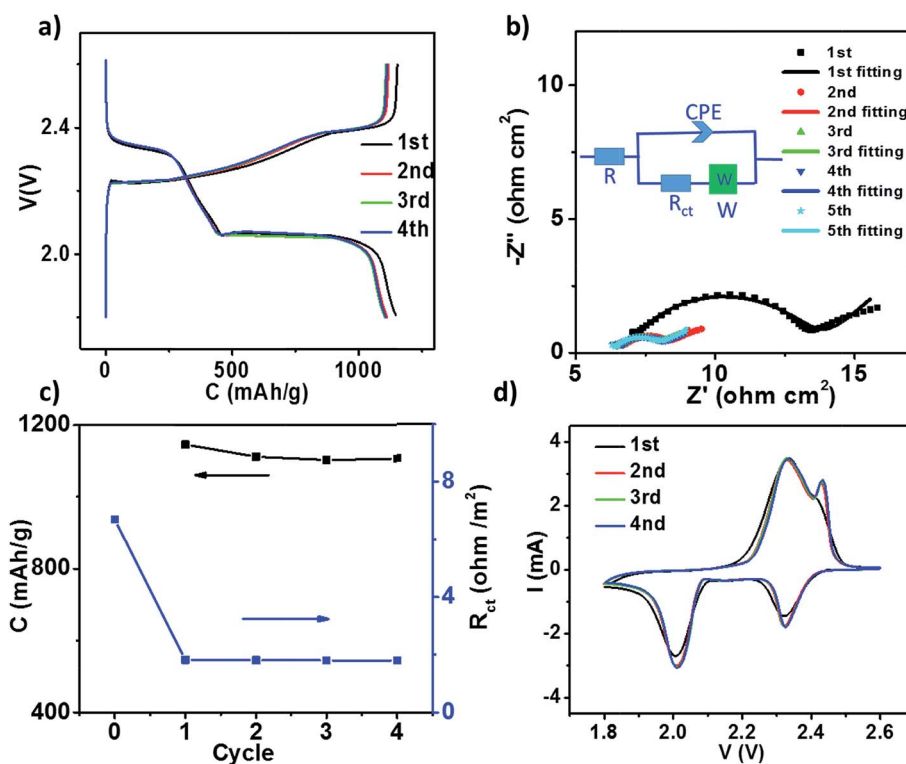 a)
V(V)
2.4
2.0
0
500
1000
C (mAh/g)
1st
2nd
3rd
4th
b)
-Z" (ohm cm²)
10
5
0
5
10
15
Z' (ohm cm²)
1st
1st fitting
2nd
2nd fitting
3rd
3rd fitting
4th
4th fitting
5th
5th fitting
CPE
R
Rct
W
W
c)
C (mAh/g)
1200
800
400
0
1
2
3
4
Cycle
8
4
0
Rct (ohm /m²)
d)
I (mA)
4
2
0
-2
-4
1.8
2.0
2.2
2.4
2.6
V (V)
1st
2nd
3rd
4nd